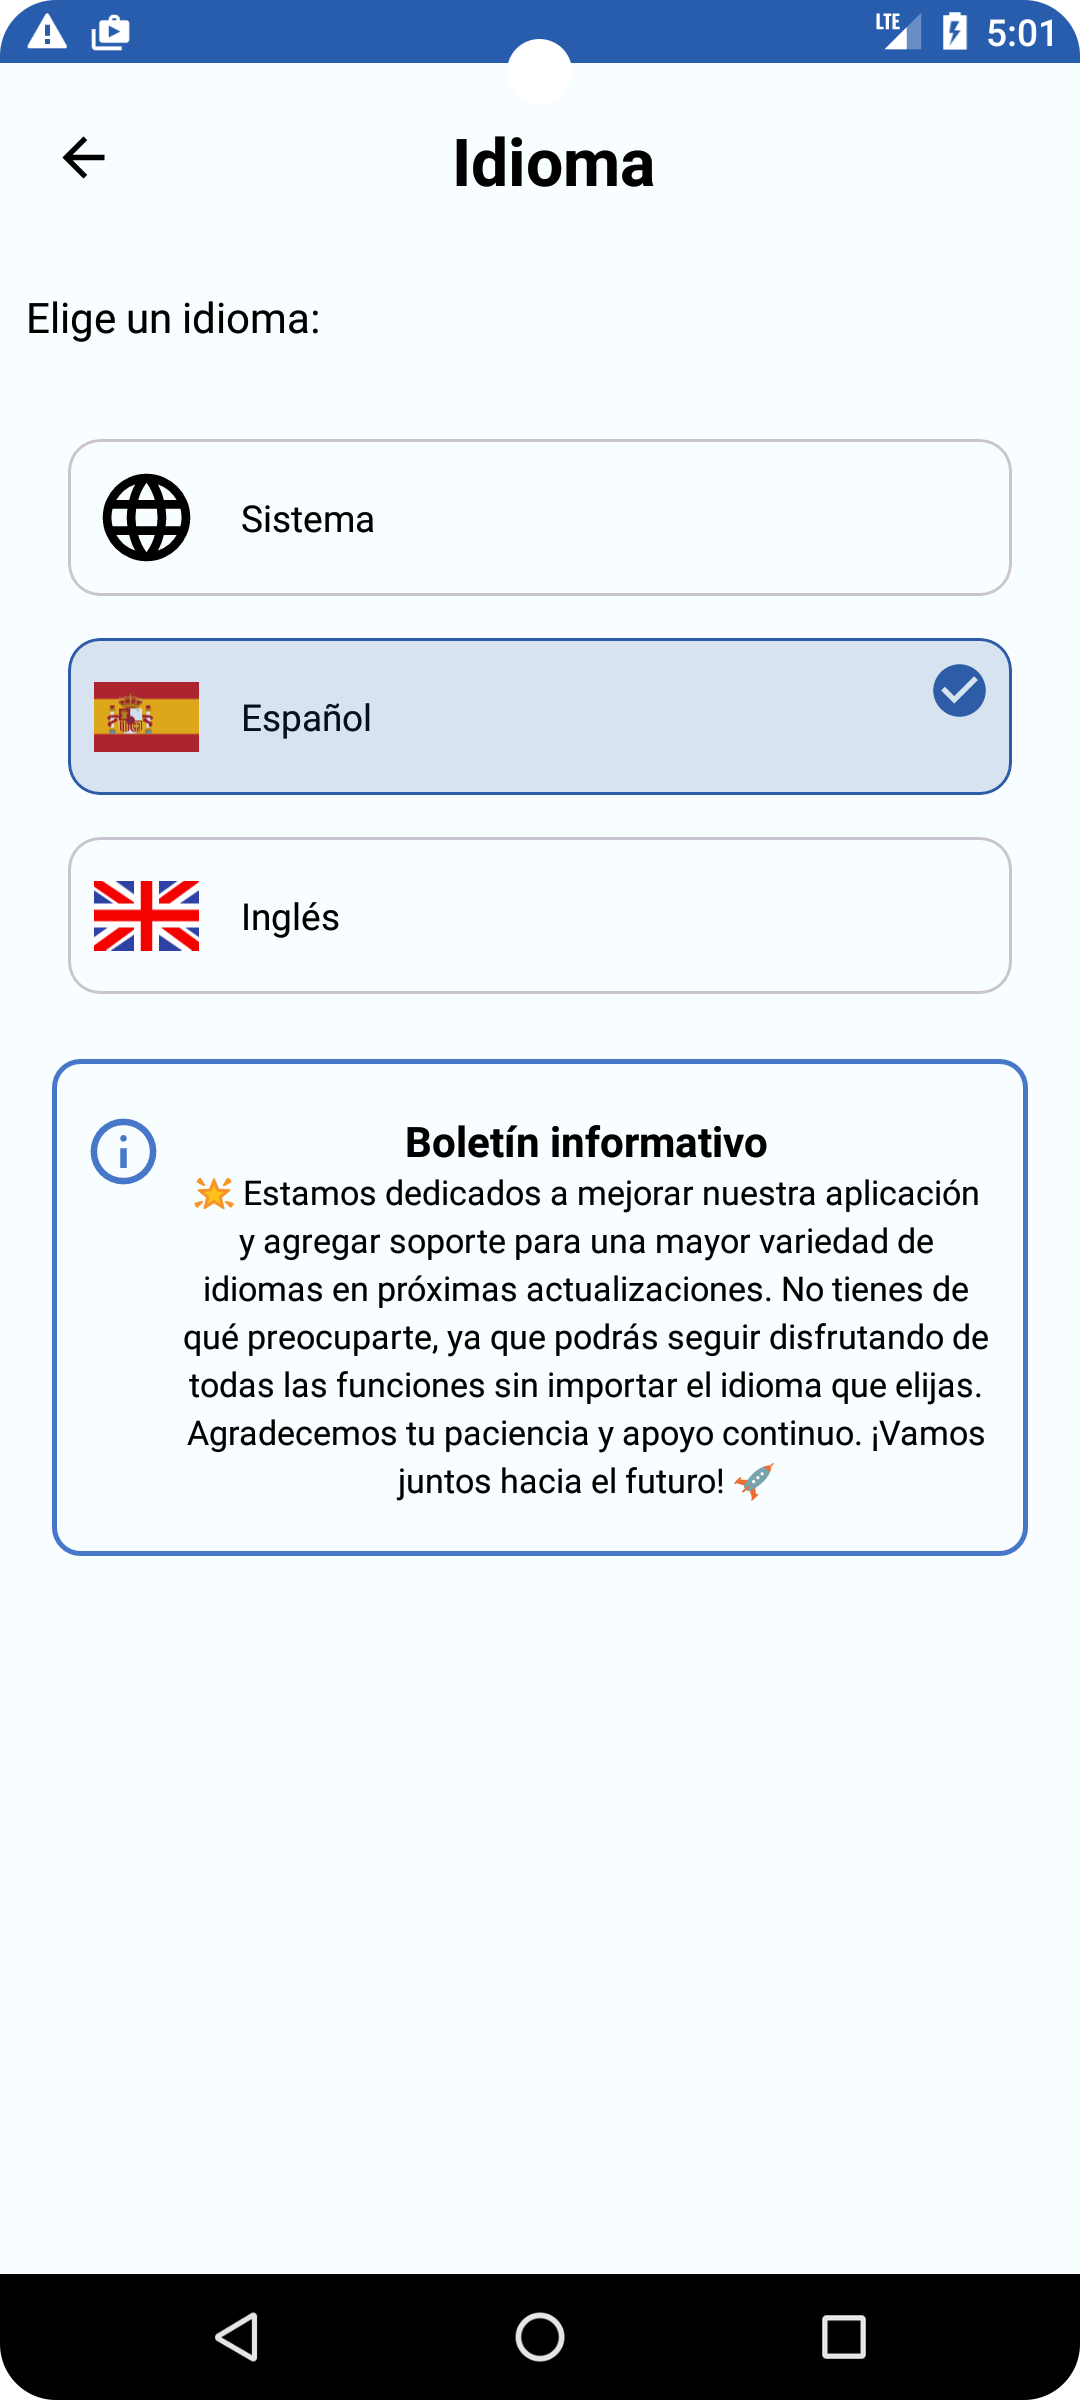 LTE 5:01
Idioma
Elige un idioma:
Sistema
Español
Inglés
Boletín informativo
🌟 Estamos dedicados a mejorar nuestra aplicación
y agregar soporte para una mayor variedad de
idiomas en próximas actualizaciones. No tienes de
qué preocuparte, ya que podrás seguir disfrutando de
todas las funciones sin importar el idioma que elijas.
Agradecemos tu paciencia y apoyo continuo. ¡Vamos
juntos hacia el futuro! 🚀